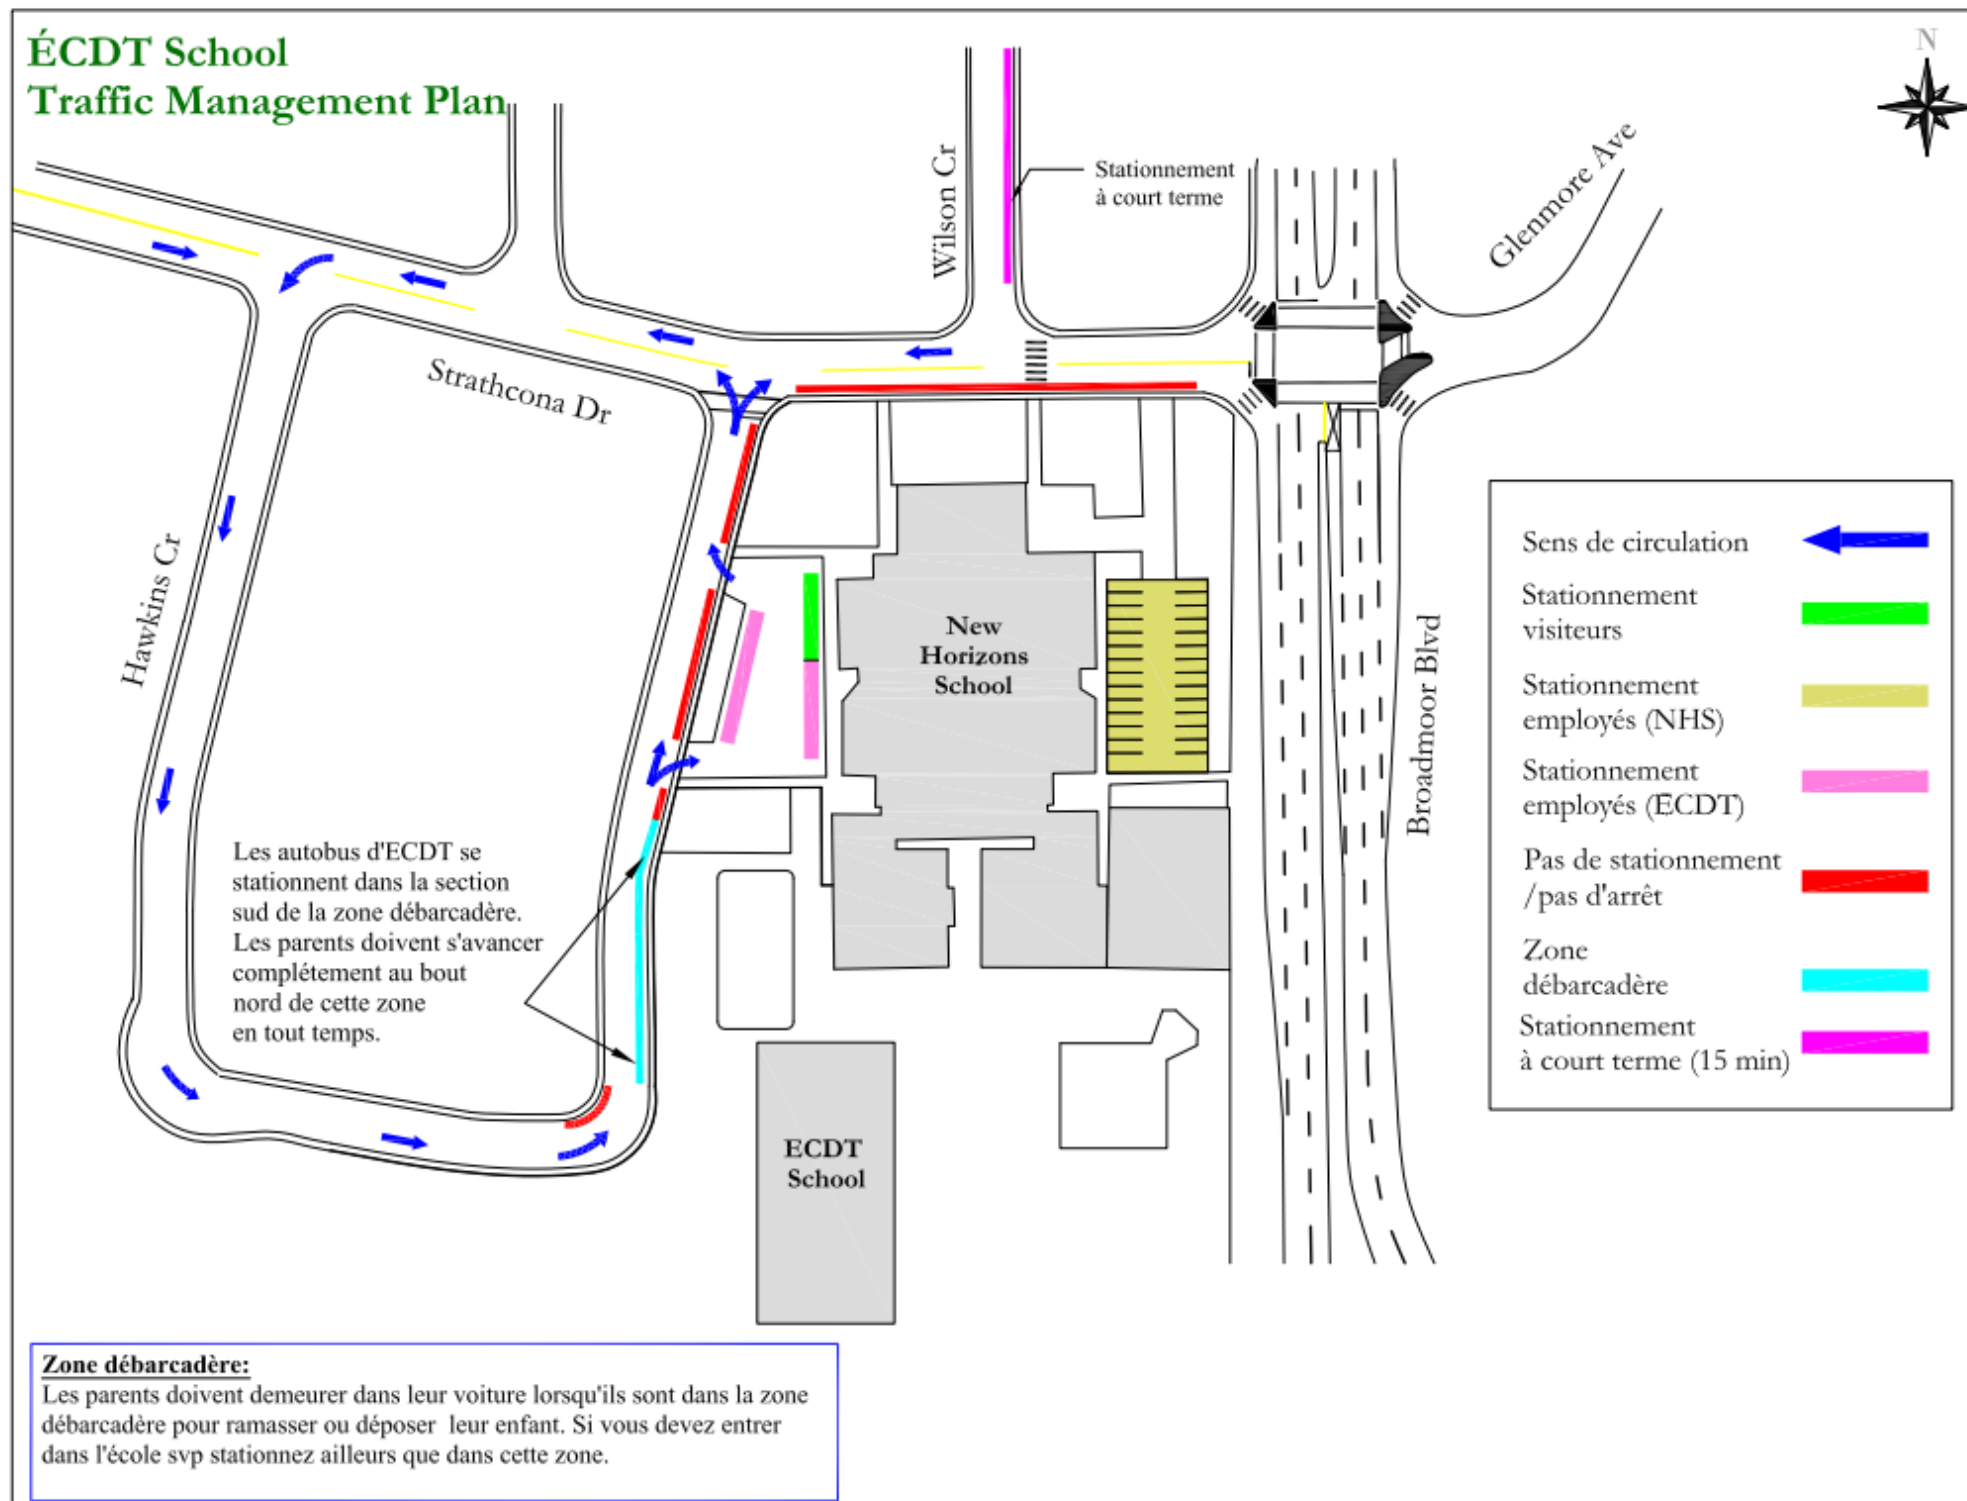 ÉCDT School
Traffic Management Plan
N
Wilson Cr
Stationnement
à court terme
Glenmore Ave
Strathcona Dr
Hawkins Cr
New
Horizons
School
Broadmoor Blvd
Sens de circulation
Stationnement
visiteurs
Stationnement
employés (NHS)
Stationnement
employés (ECDT)
Pas de stationnement
/pas d'arrêt
Zone
débarcadère
Stationnement
à court terme (15 min)
Les autobus d'ECDT se
stationnent dans la section
sud de la zone débarcadère.
Les parents doivent s'avancer
complétement au bout
nord de cette zone
en tout temps.
ECDT
School
Zone débarcadère:
Les parents doivent demeurer dans leur voiture lorsqu'ils sont dans la zone
débarcadère pour ramasser ou déposer leur enfant. Si vous devez entrer
dans l'école svp stationnez ailleurs que dans cette zone.